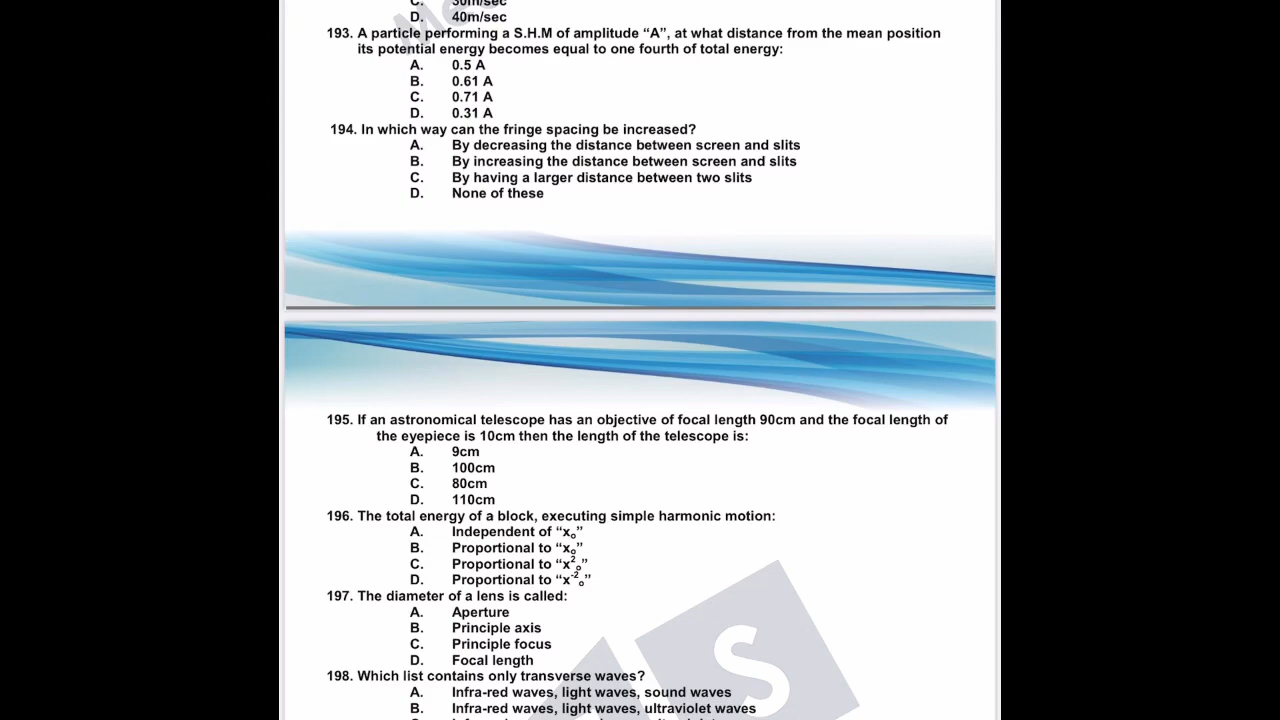 C. 30m/sec
D. 40m/sec
193. A particle performing a S.H.M of amplitude “A”, at what distance from the mean position
its potential energy becomes equal to one fourth of total energy:
A. 0.5 A
B. 0.61 A
C. 0.71 A
D. 0.31 A
194. In which way can the fringe spacing be increased?
A. By decreasing the distance between screen and slits
B. By increasing the distance between screen and slits
C. By having a larger distance between two slits
D. None of these
195. If an astronomical telescope has an objective of focal length 90cm and the focal length of
the eyepiece is 10cm then the length of the telescope is:
A. 9cm
B. 100cm
C. 80cm
D. 110cm
196. The total energy of a block, executing simple harmonic motion:
A. Independent of “xₒ”
B. Proportional to “xₒ”
C. Proportional to “x²ₒ”
D. Proportional to “x⁻²ₒ”
197. The diameter of a lens is called:
A. Aperture
B. Principle axis
C. Principle focus
D. Focal length
198. Which list contains only transverse waves?
A. Infra-red waves, light waves, sound waves
B. Infra-red waves, light waves, ultraviolet waves
S